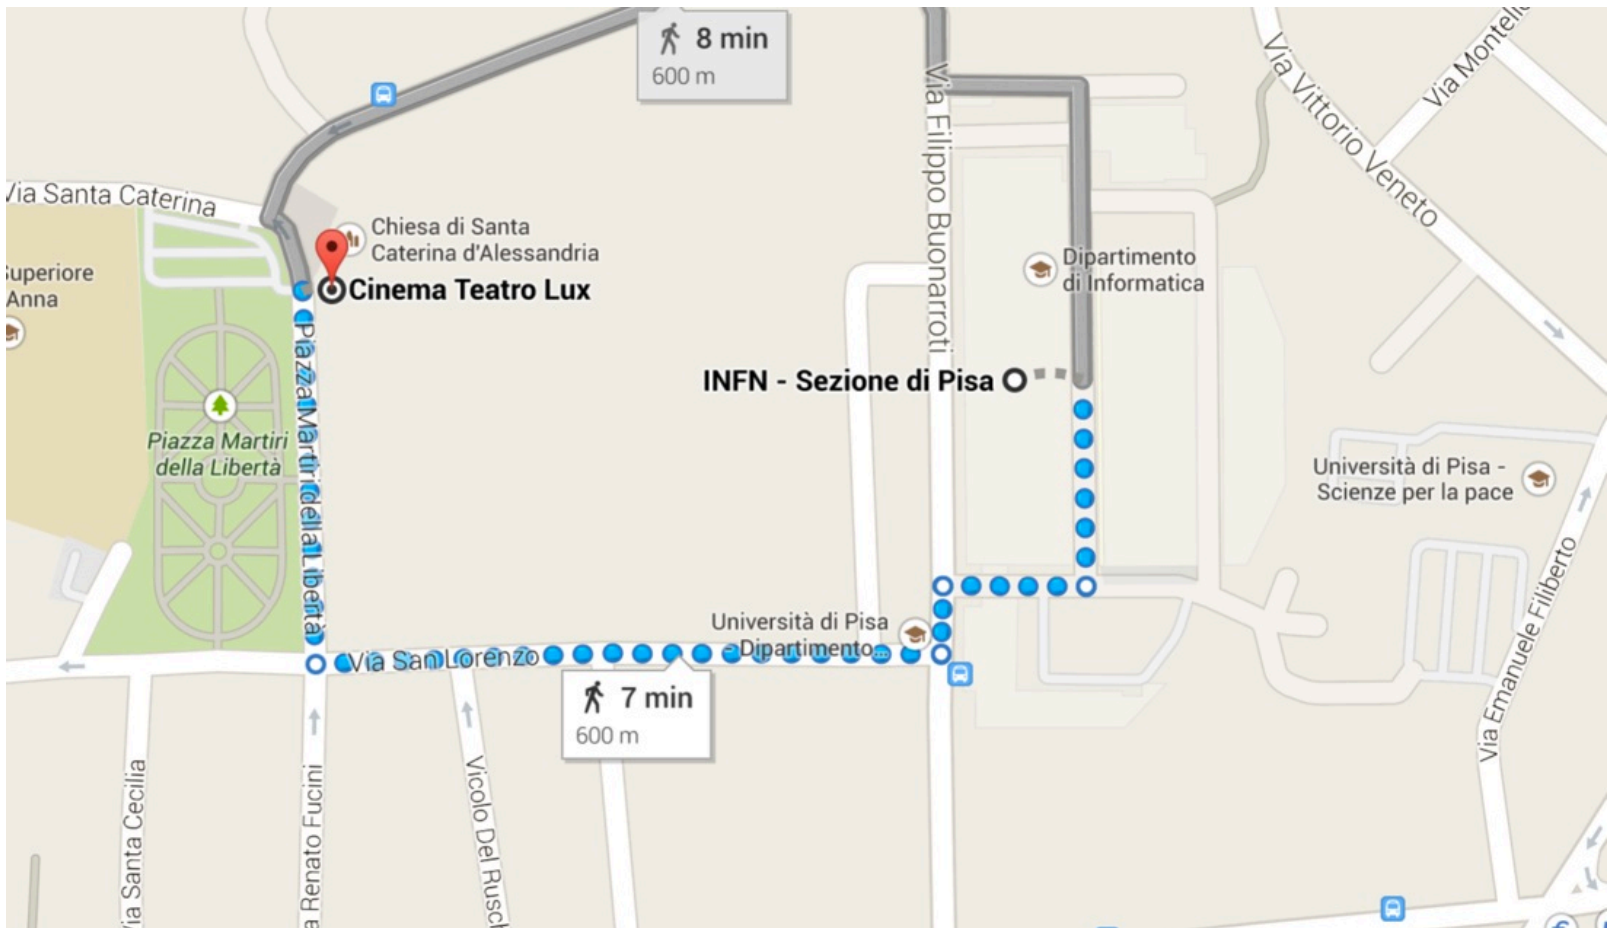 8 min
600 m
Via Santa Caterina
Chiesa di Santa
Caterina d'Alessandria
Cinema Teatro Lux
Superiore
Anna
Piazza Martiri
della Libertà
Piazza Martiri della Libertà
Via Filippo Buonarroti
Via Vittorio Veneto
Via Montello
Dipartimento
di Informatica
INFN - Sezione di Pisa
Università di Pisa -
Scienze per la pace
Università di Pisa
- Dipartimento...
Via San Lorenzo
7 min
600 m
Via Santa Cecilia
a Renato Fucini
Vicolo Del Rusch
Via Emanuele Filiberto